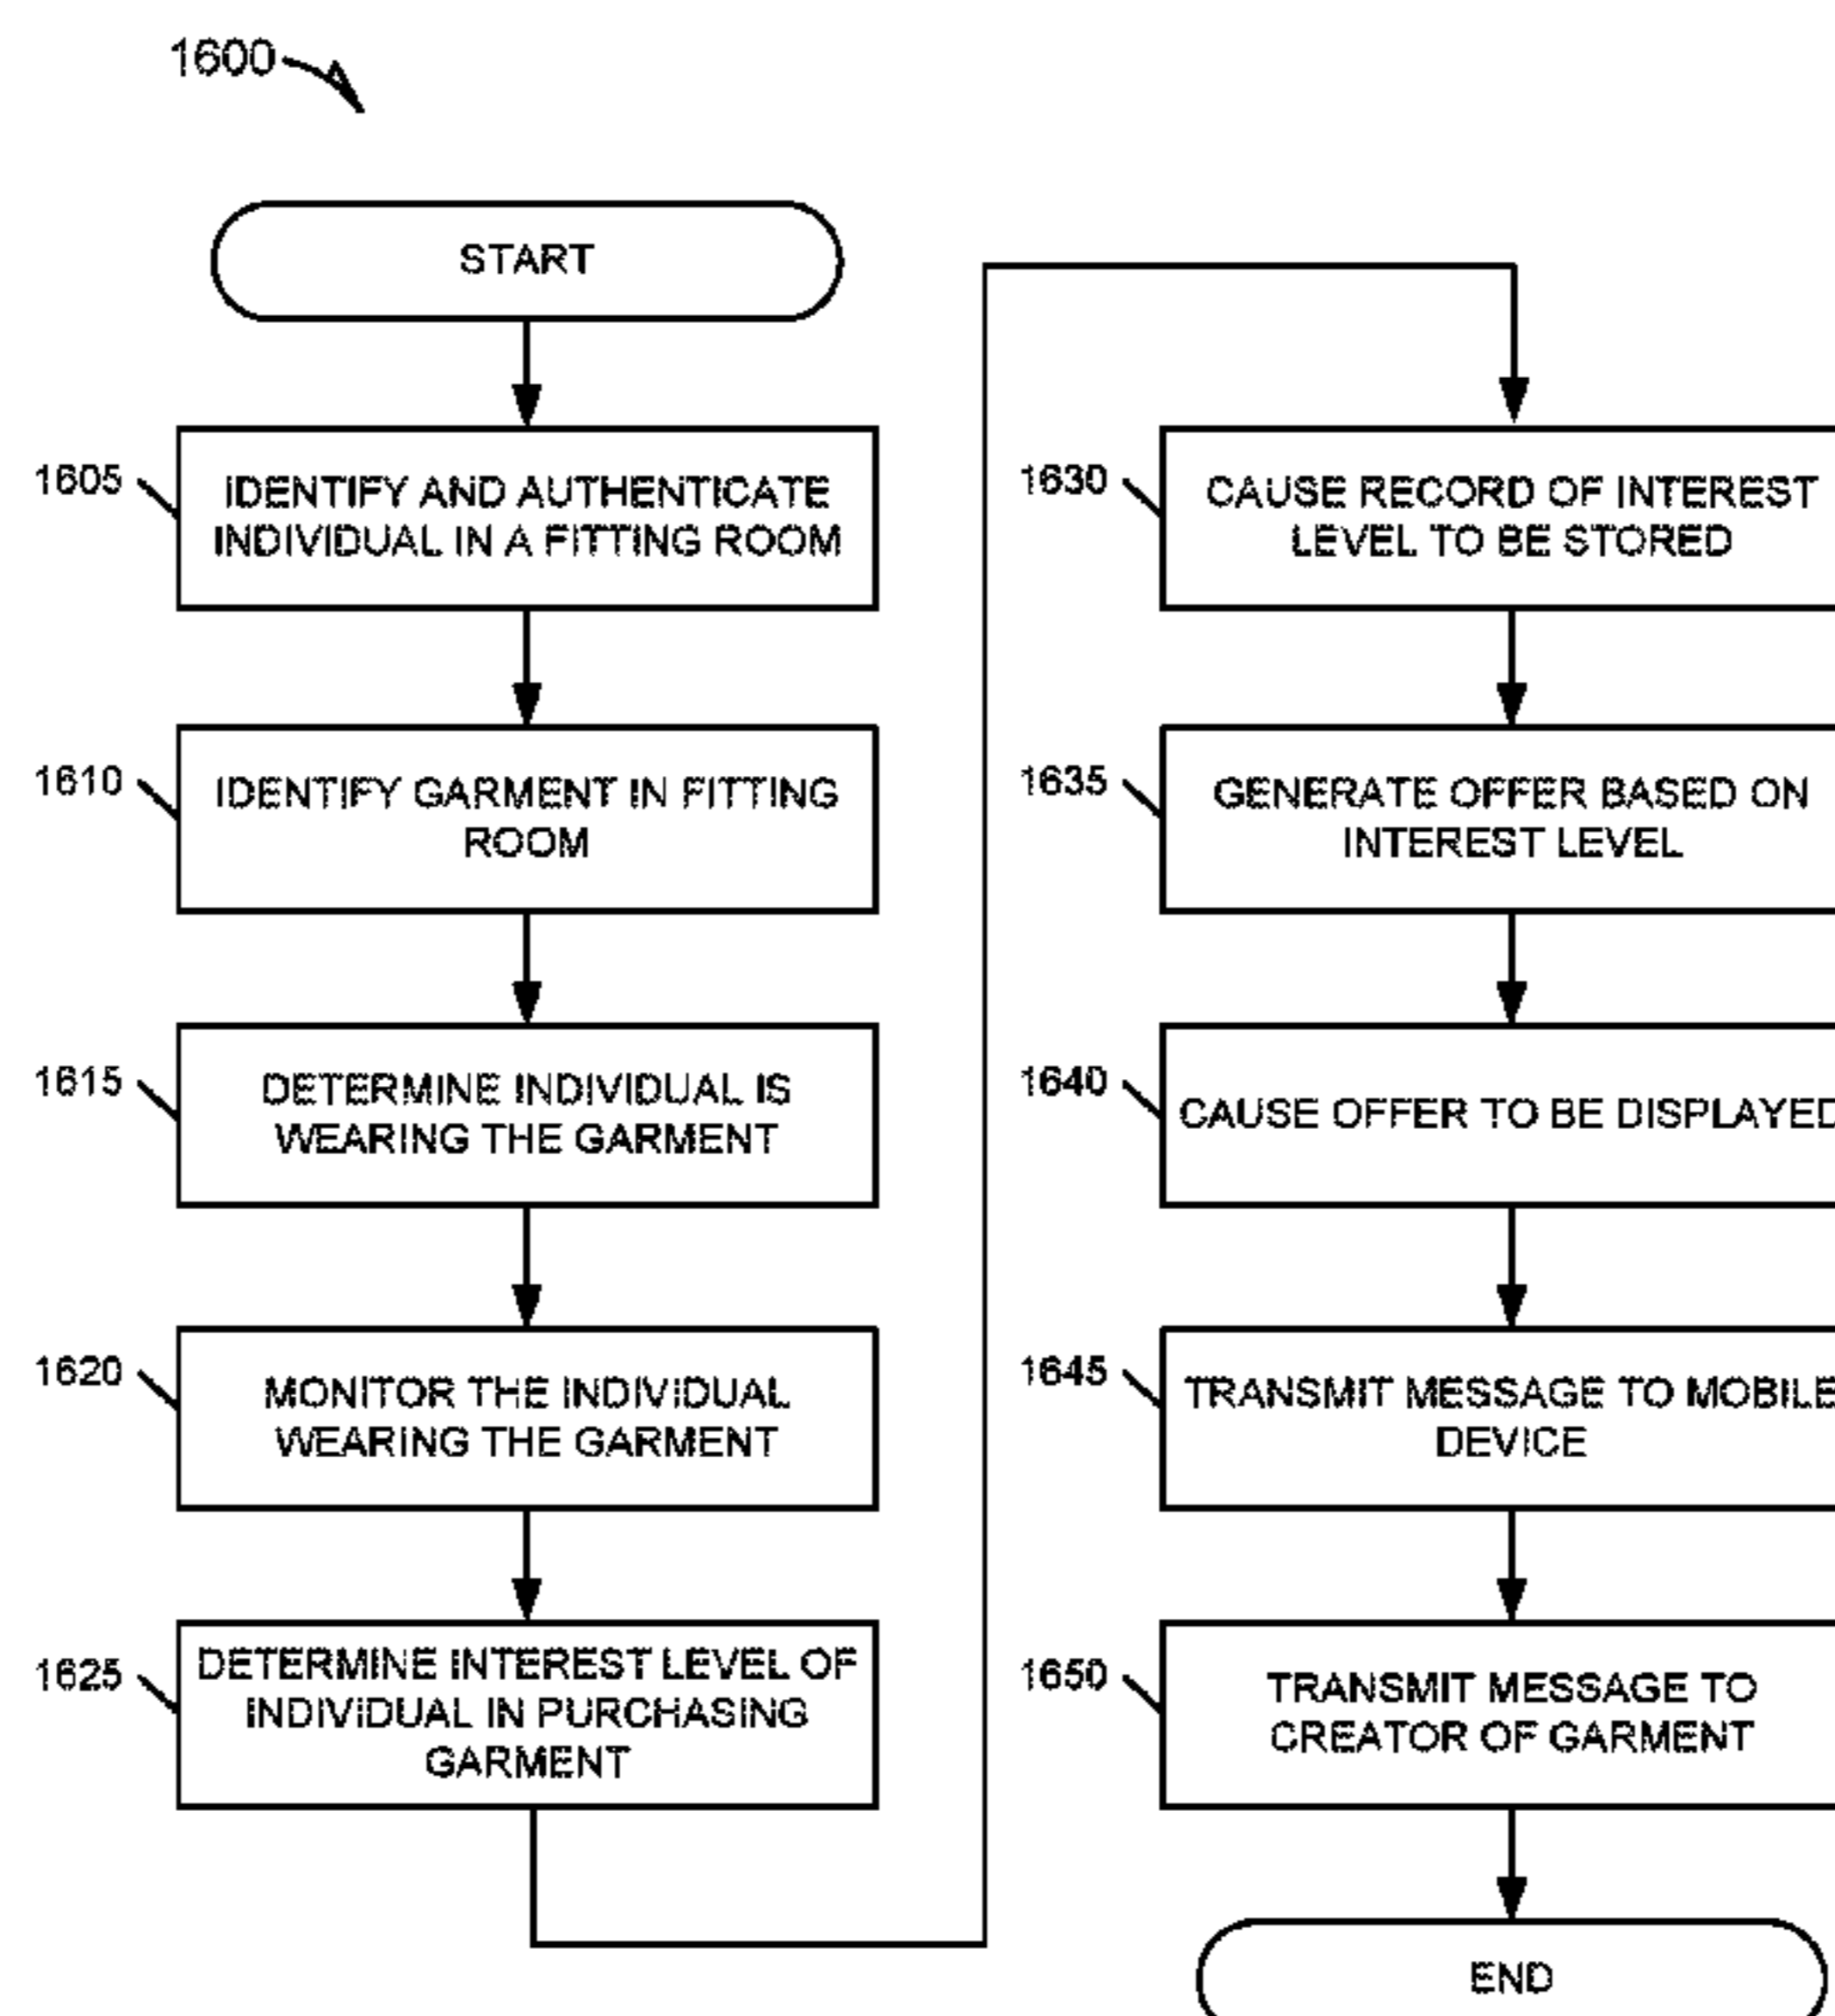 1600
START
1605
IDENTIFY AND AUTHENTICATE
INDIVIDUAL IN A FITTING ROOM
1610
IDENTIFY GARMENT IN FITTING
ROOM
1615
DETERMINE INDIVIDUAL IS
WEARING THE GARMENT
1620
MONITOR THE INDIVIDUAL
WEARING THE GARMENT
1625
DETERMINE INTEREST LEVEL OF
INDIVIDUAL IN PURCHASING
GARMENT
1630
CAUSE RECORD OF INTEREST
LEVEL TO BE STORED
1635
GENERATE OFFER BASED ON
INTEREST LEVEL
1640
CAUSE OFFER TO BE DISPLAYED
1645
TRANSMIT MESSAGE TO MOBILE
DEVICE
1650
TRANSMIT MESSAGE TO
CREATOR OF GARMENT
END